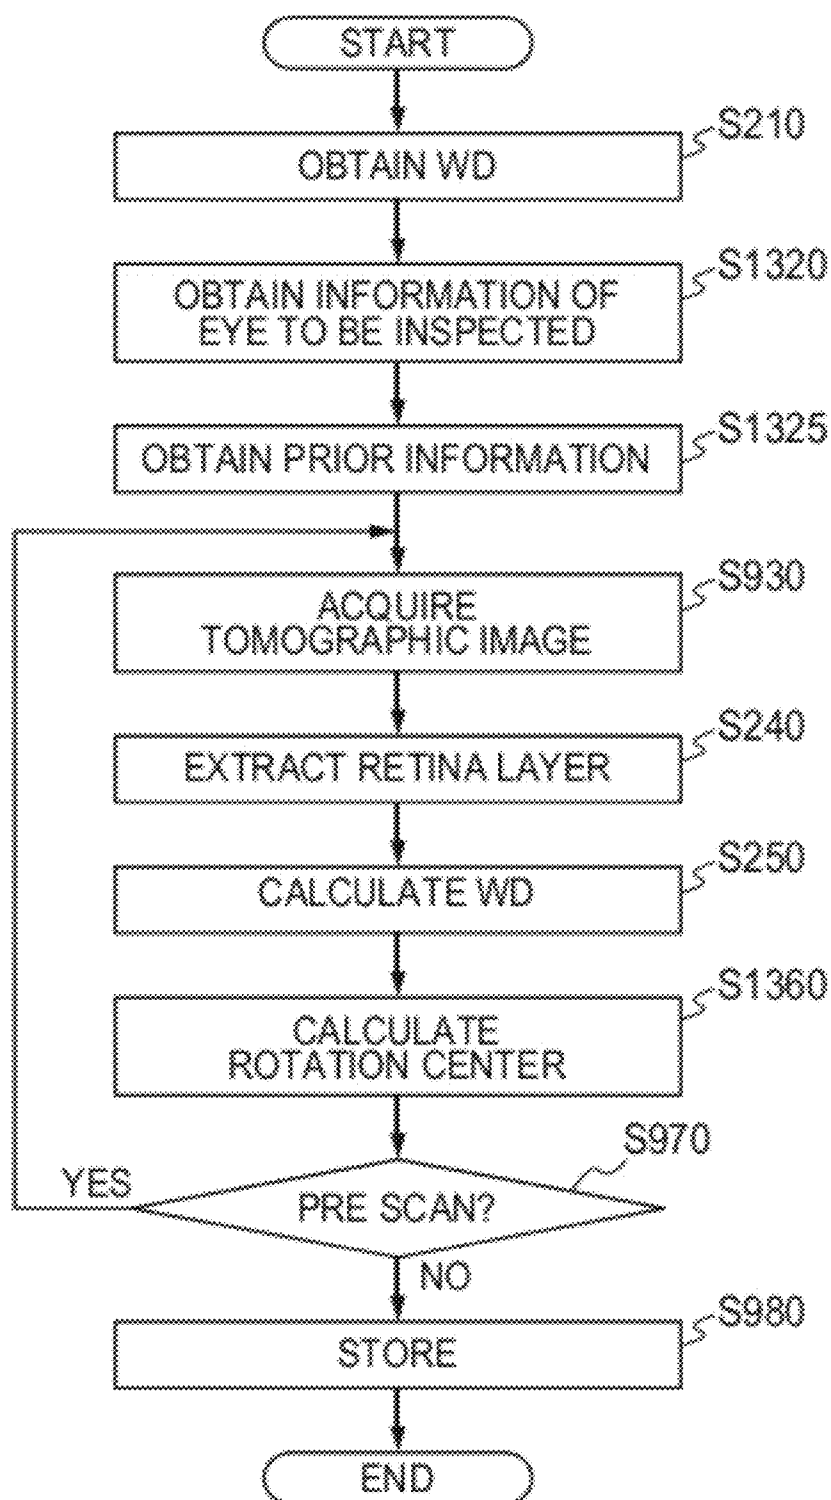 START
S210
OBTAIN WD
S1320
OBTAIN INFORMATION OF
EYE TO BE INSPECTED
S1325
OBTAIN PRIOR INFORMATION
S930
ACQUIRE
TOMOGRAPHIC IMAGE
S240
EXTRACT RETINA LAYER
S250
CALCULATE WD
S1360
CALCULATE
ROTATION CENTER
S970
YES
PRE SCAN?
NO
S980
STORE
END